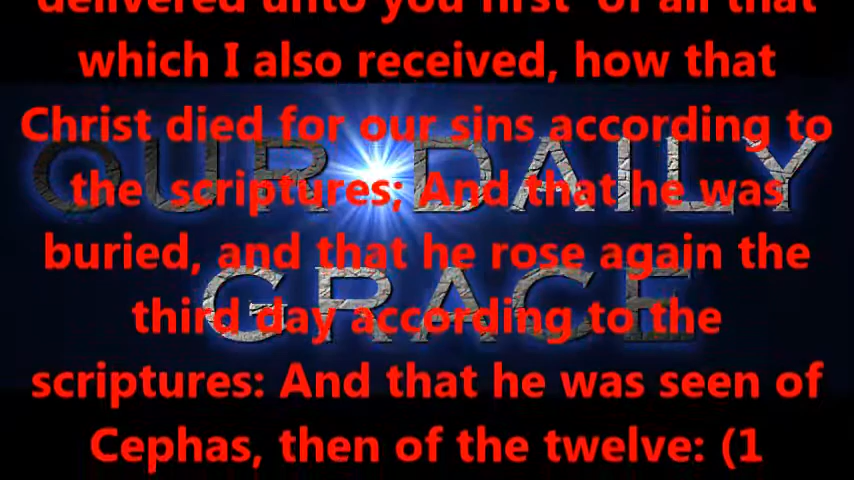 delivered unto you first of all that
which I also received, how that
Christ died for our sins according to
the scriptures; And that he was
buried, and that he rose again the
third day according to the
scriptures: And that he was seen of
Cephas, then of the twelve: (1
OUR DAILY
GRACE